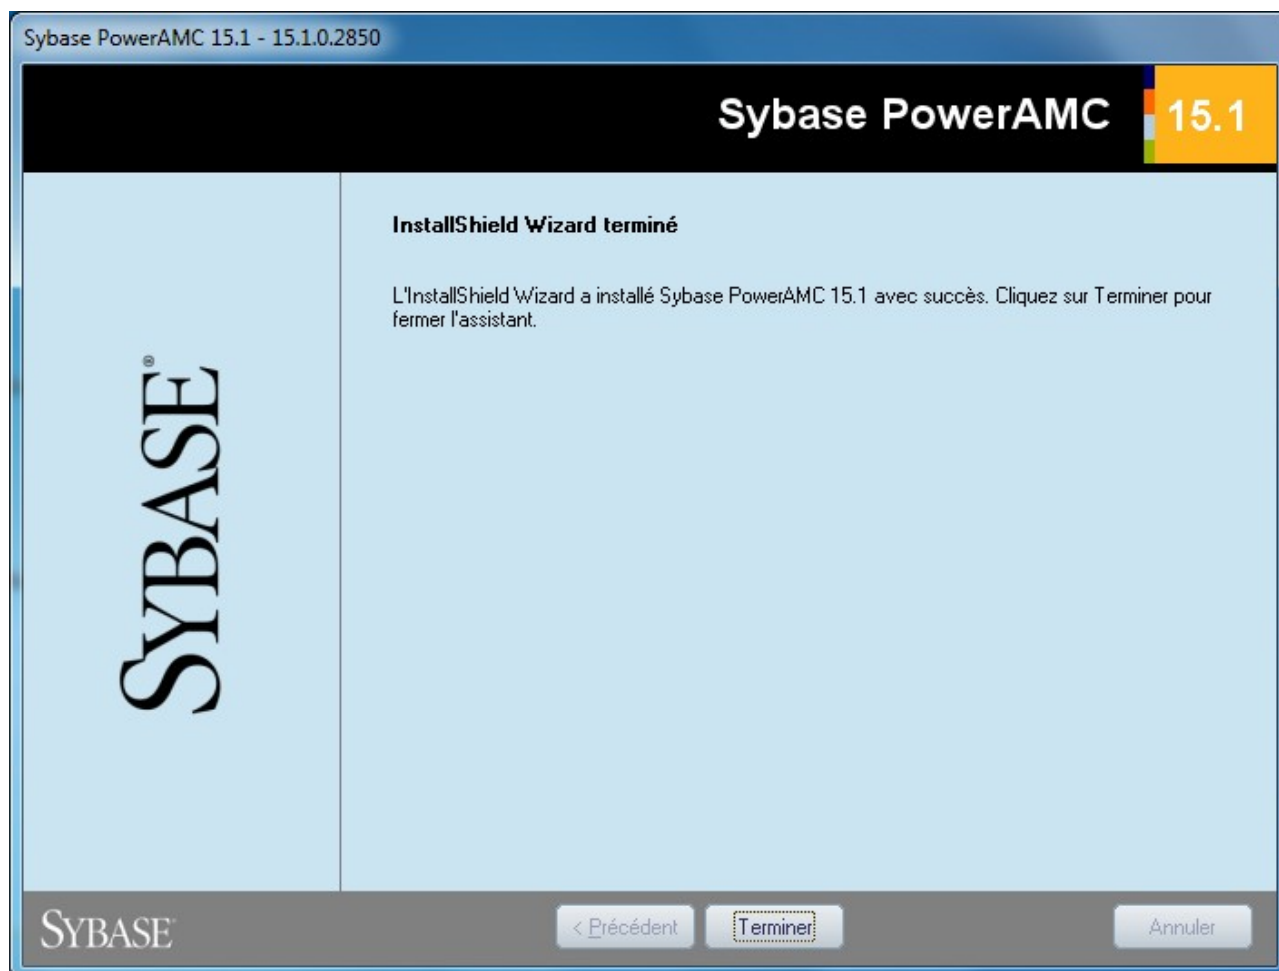 Sybase PowerAMC 15.1 - 15.1.0.2850
Sybase PowerAMC 15.1
InstallShield Wizard terminé
L'InstallShield Wizard a installé Sybase PowerAMC 15.1 avec succès. Cliquez sur Terminer pour
fermer l'assistant.
SYBASE®
SYBASE
< Précédent
Terminer
Annuler